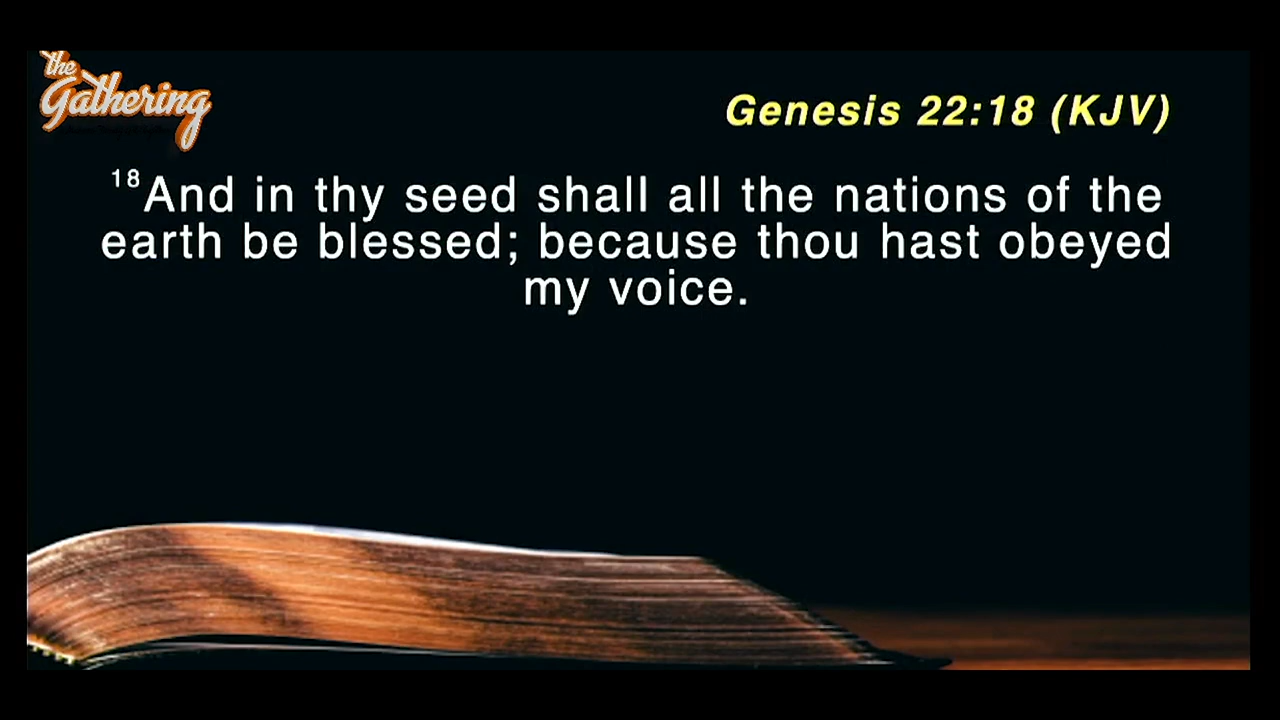 the
Gathering
Genesis 22:18 (KJV)
18And in thy seed shall all the nations of the
earth be blessed; because thou hast obeyed
my voice.